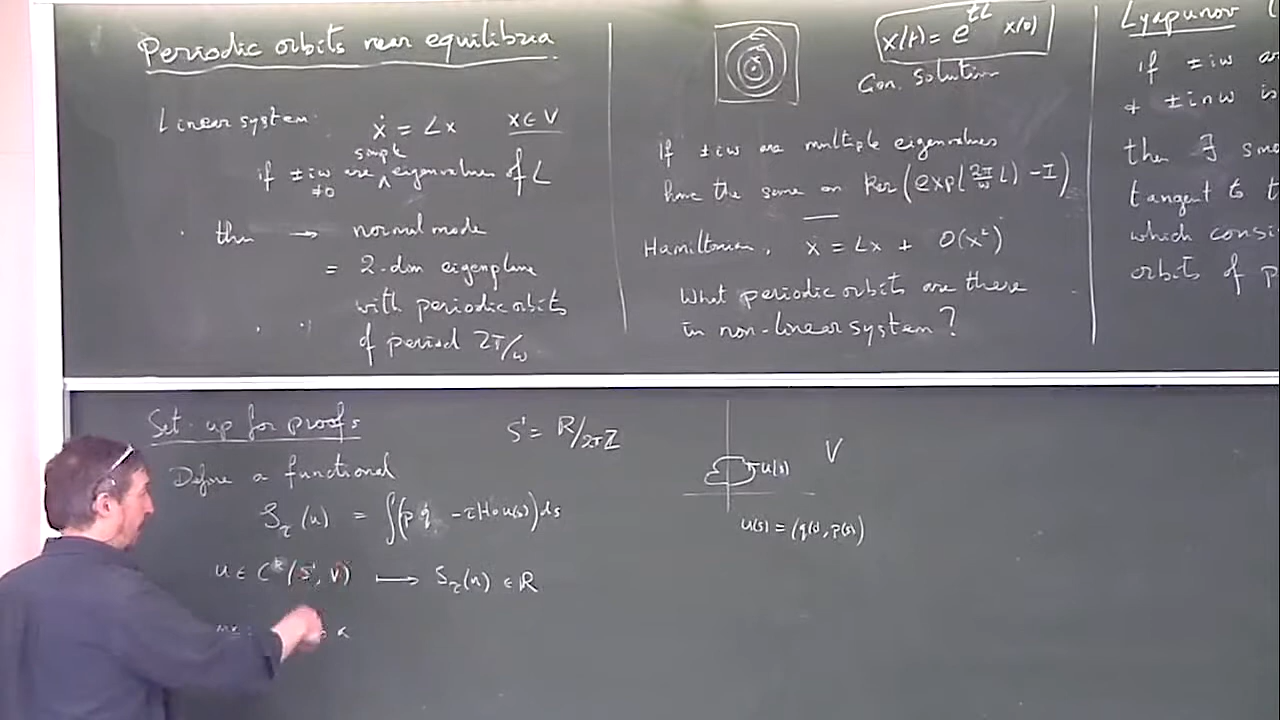 Periodic orbits near equilibria.
Linear system: ẋ = Lx x ∈ V
simple
if ±iω are ∧ eigenvalues of L
≠0
then → normal mode
= 2-dim eigenplane
with periodic orbits
of period 2π/ω
x(t) = e^{tL} x(0)
Gen. solution
If ±iω are multiple eigenvalues
have the same on Ker(exp(2π/ω L) - I)
Hamiltonian, ẋ = Lx + O(x²)
What periodic orbits are there
in non-linear system?
Lyapunov
if ±iω
± inω is
then ∃
tangent to
which
orbits of
Set-up for proofs
S¹ = R/2πZ
Define a functional
S_τ(u) = ∫(p q̇ - τH∘u(s))ds
u ∈ C^k(S¹, V) ⟼ S_τ(u) ∈ R
u(s)
V
u(s) = (q(s), p(s))